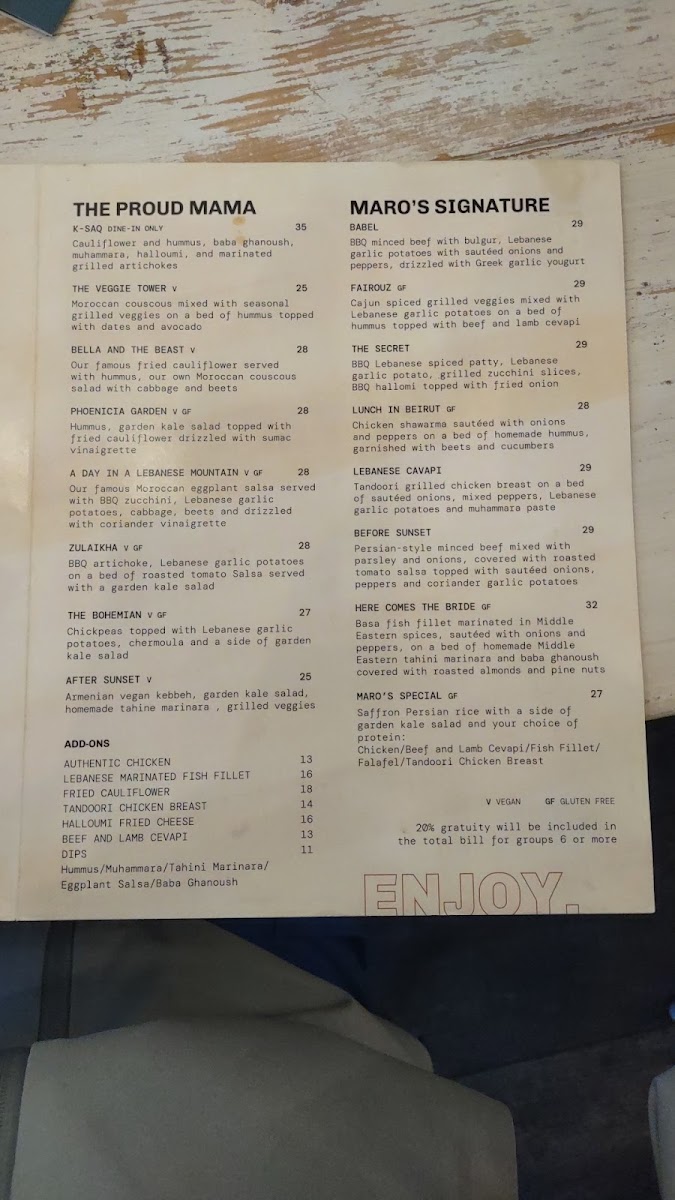 THE PROUD MAMA
K-SAQ DINE-IN ONLY 35
Cauliflower and hummus, baba ghanoush,
muhammara, halloumi, and marinated
grilled artichokes
THE VEGGIE TOWER V 25
Moroccan couscous mixed with seasonal
grilled veggies on a bed of hummus topped
with dates and avocado
BELLA AND THE BEAST V 28
Our famous fried cauliflower served
with hummus, our own Moroccan couscous
salad with cabbage and beets
PHOENICIA GARDEN V GF 28
Hummus, garden kale salad topped with
fried cauliflower drizzled with sumac
vinaigrette
A DAY IN A LEBANESE MOUNTAIN V GF 28
Our famous Moroccan eggplant salsa served
with BBQ zucchini, Lebanese garlic
potatoes, cabbage, beets and drizzled
with coriander vinaigrette
ZULAIKHA V GF 28
BBQ artichoke, Lebanese garlic potatoes
on a bed of roasted tomato Salsa served
with a garden kale salad
THE BOHEMIAN V GF 27
Chickpeas topped with Lebanese garlic
potatoes, chermoula and a side of garden
kale salad
AFTER SUNSET V 25
Armenian vegan kebbeh, garden kale salad,
homemade tahine marinara , grilled veggies
ADD-ONS
AUTHENTIC CHICKEN 13
LEBANESE MARINATED FISH FILLET 16
FRIED CAULIFLOWER 18
TANDOORI CHICKEN BREAST 14
HALLOUMI FRIED CHEESE 16
BEEF AND LAMB CEVAPI 13
DIPS 11
Hummus/Muhammara/Tahini Marinara/
Eggplant Salsa/Baba Ghanoush
MARO'S SIGNATURE
BABEL 29
BBQ minced beef with bulgur, Lebanese
garlic potatoes with sautéed onions and
peppers, drizzled with Greek garlic yougurt
FAIROUZ GF 29
Cajun spiced grilled veggies mixed with
Lebanese garlic potatoes on a bed of
hummus topped with beef and lamb cevapi
THE SECRET 29
BBQ Lebanese spiced patty, Lebanese
garlic potato, grilled zucchini slices,
BBQ hallomi topped with fried onion
LUNCH IN BEIRUT GF 28
Chicken shawarma sautéed with onions
and peppers on a bed of homemade hummus,
garnished with beets and cucumbers
LEBANESE CAVAPI 29
Tandoori grilled chicken breast on a bed
of sautéed onions, mixed peppers, Lebanese
garlic potatoes and muhammara paste
BEFORE SUNSET 29
Persian-style minced beef mixed with
parsley and onions, covered with roasted
tomato salsa topped with sautéed onions,
peppers and coriander garlic potatoes
HERE COMES THE BRIDE GF 32
Basa fish fillet marinated in Middle
Eastern spices, sautéed with onions and
peppers, on a bed of homemade Middle
Eastern tahini marinara and baba ghanoush
covered with roasted almonds and pine nuts
MARO'S SPECIAL GF 27
Saffron Persian rice with a side of
garden kale salad and your choice of
protein:
Chicken/Beef and Lamb Cevapi/Fish Fillet/
Falafel/Tandoori Chicken Breast
V VEGAN GF GLUTEN FREE
20% gratuity will be included in
the total bill for groups 6 or more
ENJOY.